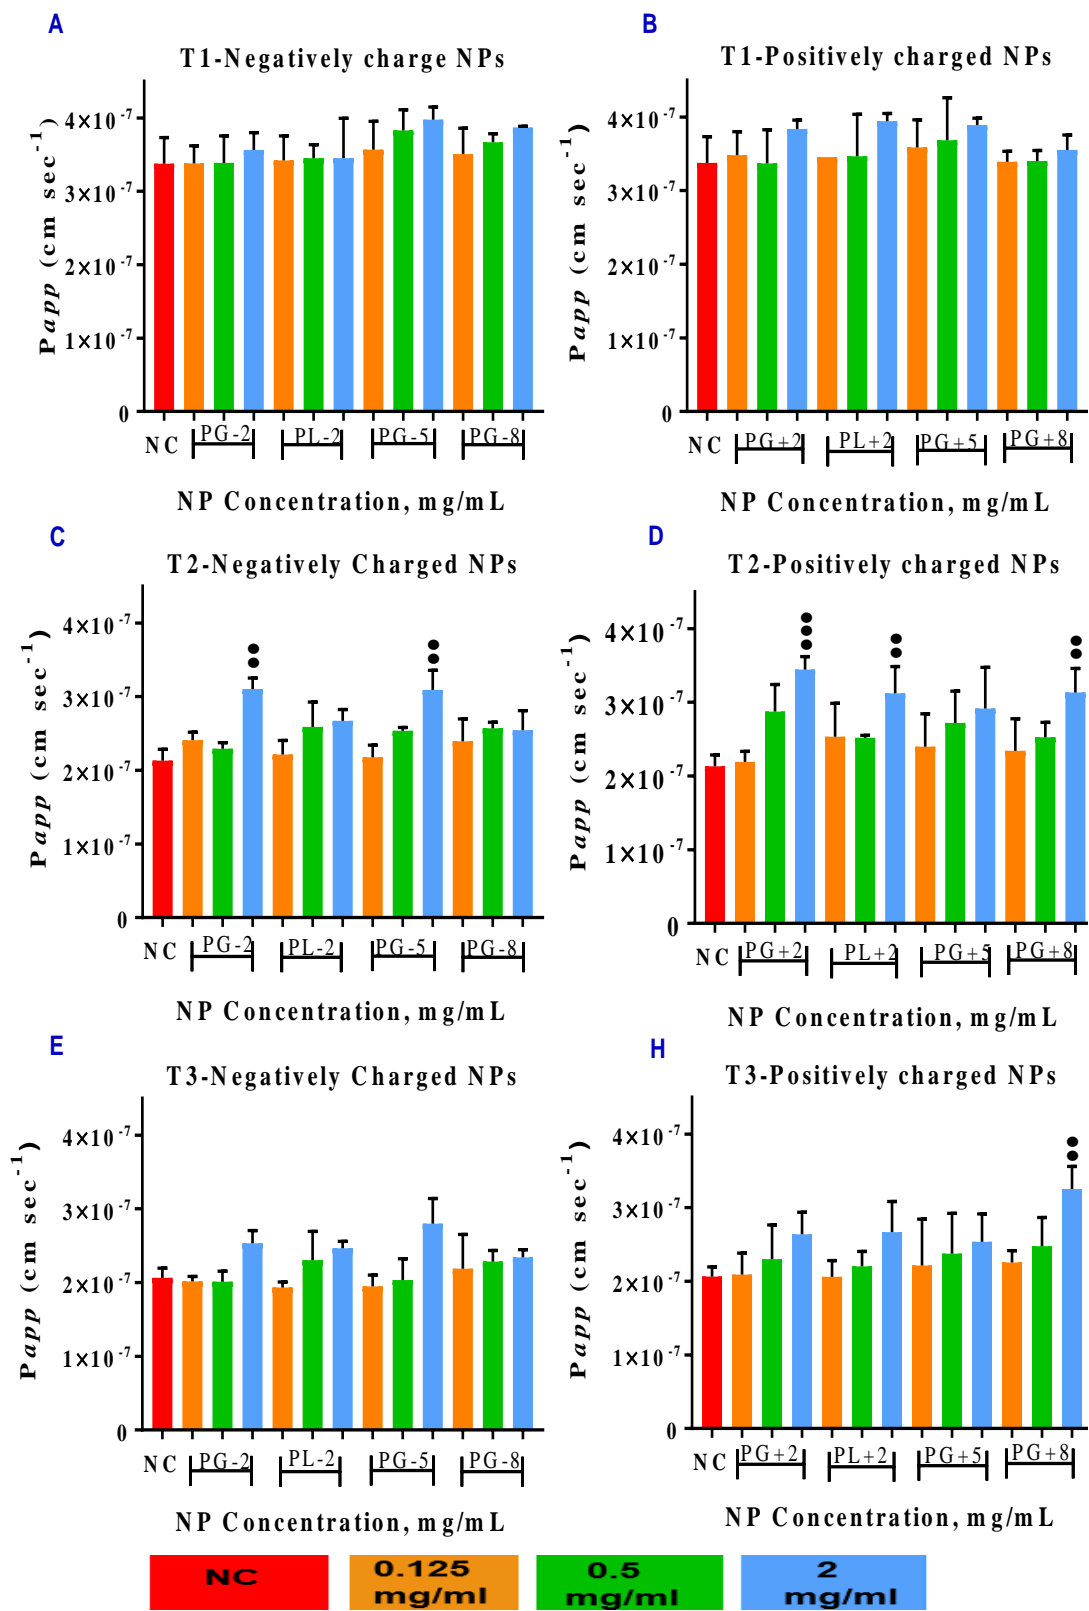 A
T1-Negatively charge NPs
Papp (cm sec⁻¹)
4×10⁻⁷
3×10⁻⁷
2×10⁻⁷
1×10⁻⁷
0
NC PG-2 PL-2 PG-5 PG-8
NP Concentration, mg/mL
B
T1-Positively charged NPs
Papp (cm sec⁻¹)
4×10⁻⁷
3×10⁻⁷
2×10⁻⁷
1×10⁻⁷
0
NC PG+2 PL+2 PG+5 PG+8
NP Concentration, mg/mL
C
T2-Negatively Charged NPs
Papp (cm sec⁻¹)
4×10⁻⁷
3×10⁻⁷
2×10⁻⁷
1×10⁻⁷
0
NC PG-2 PL-2 PG-5 PG-8
NP Concentration, mg/mL
D
T2-Positively charged NPs
Papp (cm sec⁻¹)
4×10⁻⁷
3×10⁻⁷
2×10⁻⁷
1×10⁻⁷
0
NC PG+2 PL+2 PG+5 PG+8
NP Concentration, mg/mL
E
T3-Negatively Charged NPs
Papp (cm sec⁻¹)
4×10⁻⁷
3×10⁻⁷
2×10⁻⁷
1×10⁻⁷
0
NC PG-2 PL-2 PG-5 PG-8
NP Concentration, mg/mL
H
T3-Positively charged NPs
Papp (cm sec⁻¹)
4×10⁻⁷
3×10⁻⁷
2×10⁻⁷
1×10⁻⁷
0
NC PG+2 PL+2 PG+5 PG+8
NP Concentration, mg/mL
NC
0.125
mg/ml
0.5
mg/ml
2
mg/ml